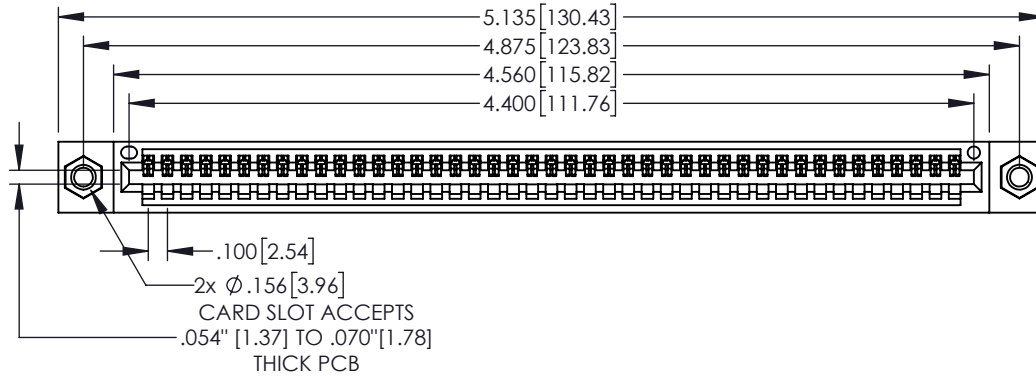 5.135[130.43]
4.875[123.83]
4.560[115.82]
4.400[111.76]
.100[2.54]
2x Ø.156[3.96]
CARD SLOT ACCEPTS
.054" [1.37] TO .070"[1.78]
THICK PCB